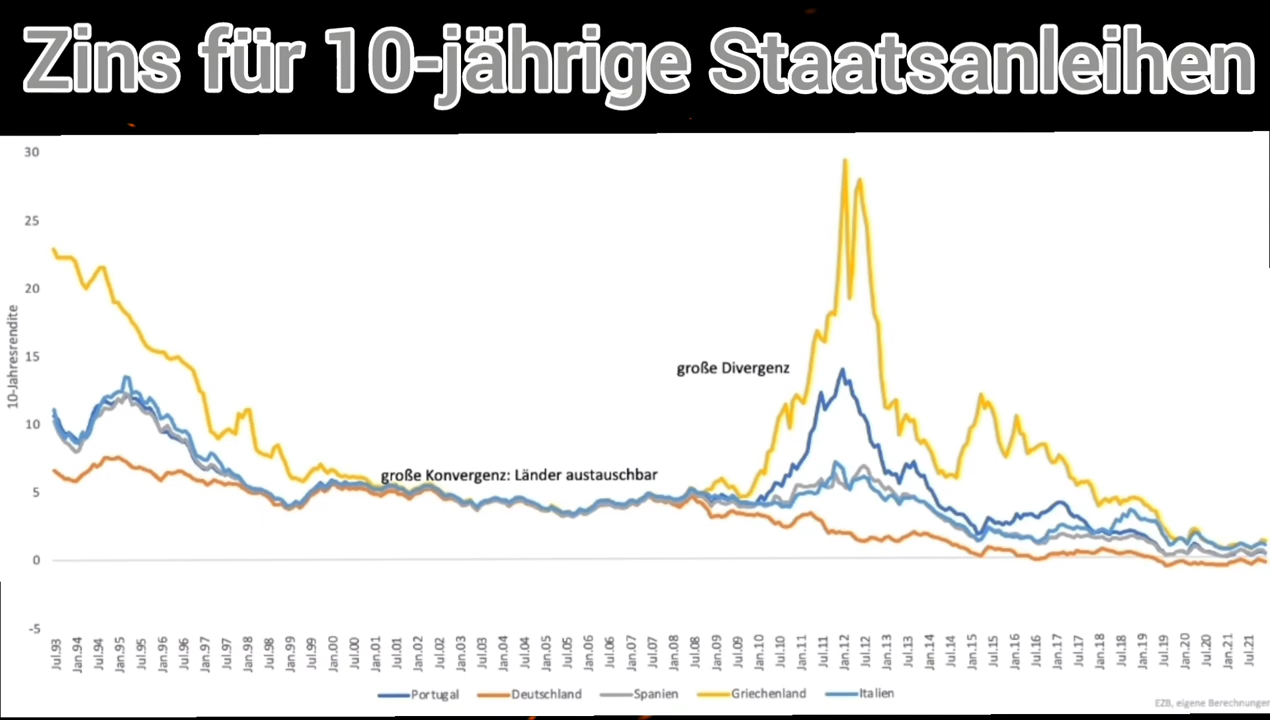 Zins für 10-jährige Staatsanleihen
30
25
20
15
10
5
0
-5
10-Jahresrendite
große Divergenz
große Konvergenz: Länder austauschbar
Jul.93 Jan.94 Jul.94 Jan.95 Jul.95 Jan.96 Jul.96 Jan.97 Jul.97 Jan.98 Jul.98 Jan.99 Jul.99 Jan.00 Jul.00 Jan.01 Jul.01 Jan.02 Jul.02 Jan.03 Jul.03 Jan.04 Jul.04 Jan.05 Jul.05 Jan.06 Jul.06 Jan.07 Jul.07 Jan.08 Jul.08 Jan.09 Jul.09 Jan.10 Jul.10 Jan.11 Jul.11 Jan.12 Jul.12 Jan.13 Jul.13 Jan.14 Jul.14 Jan.15 Jul.15 Jan.16 Jul.16 Jan.17 Jul.17 Jan.18 Jul.18 Jan.19 Jul.19 Jan.20 Jul.20 Jan.21 Jul.21
Portugal Deutschland Spanien Griechenland Italien
EZB, eigene Berechnungen